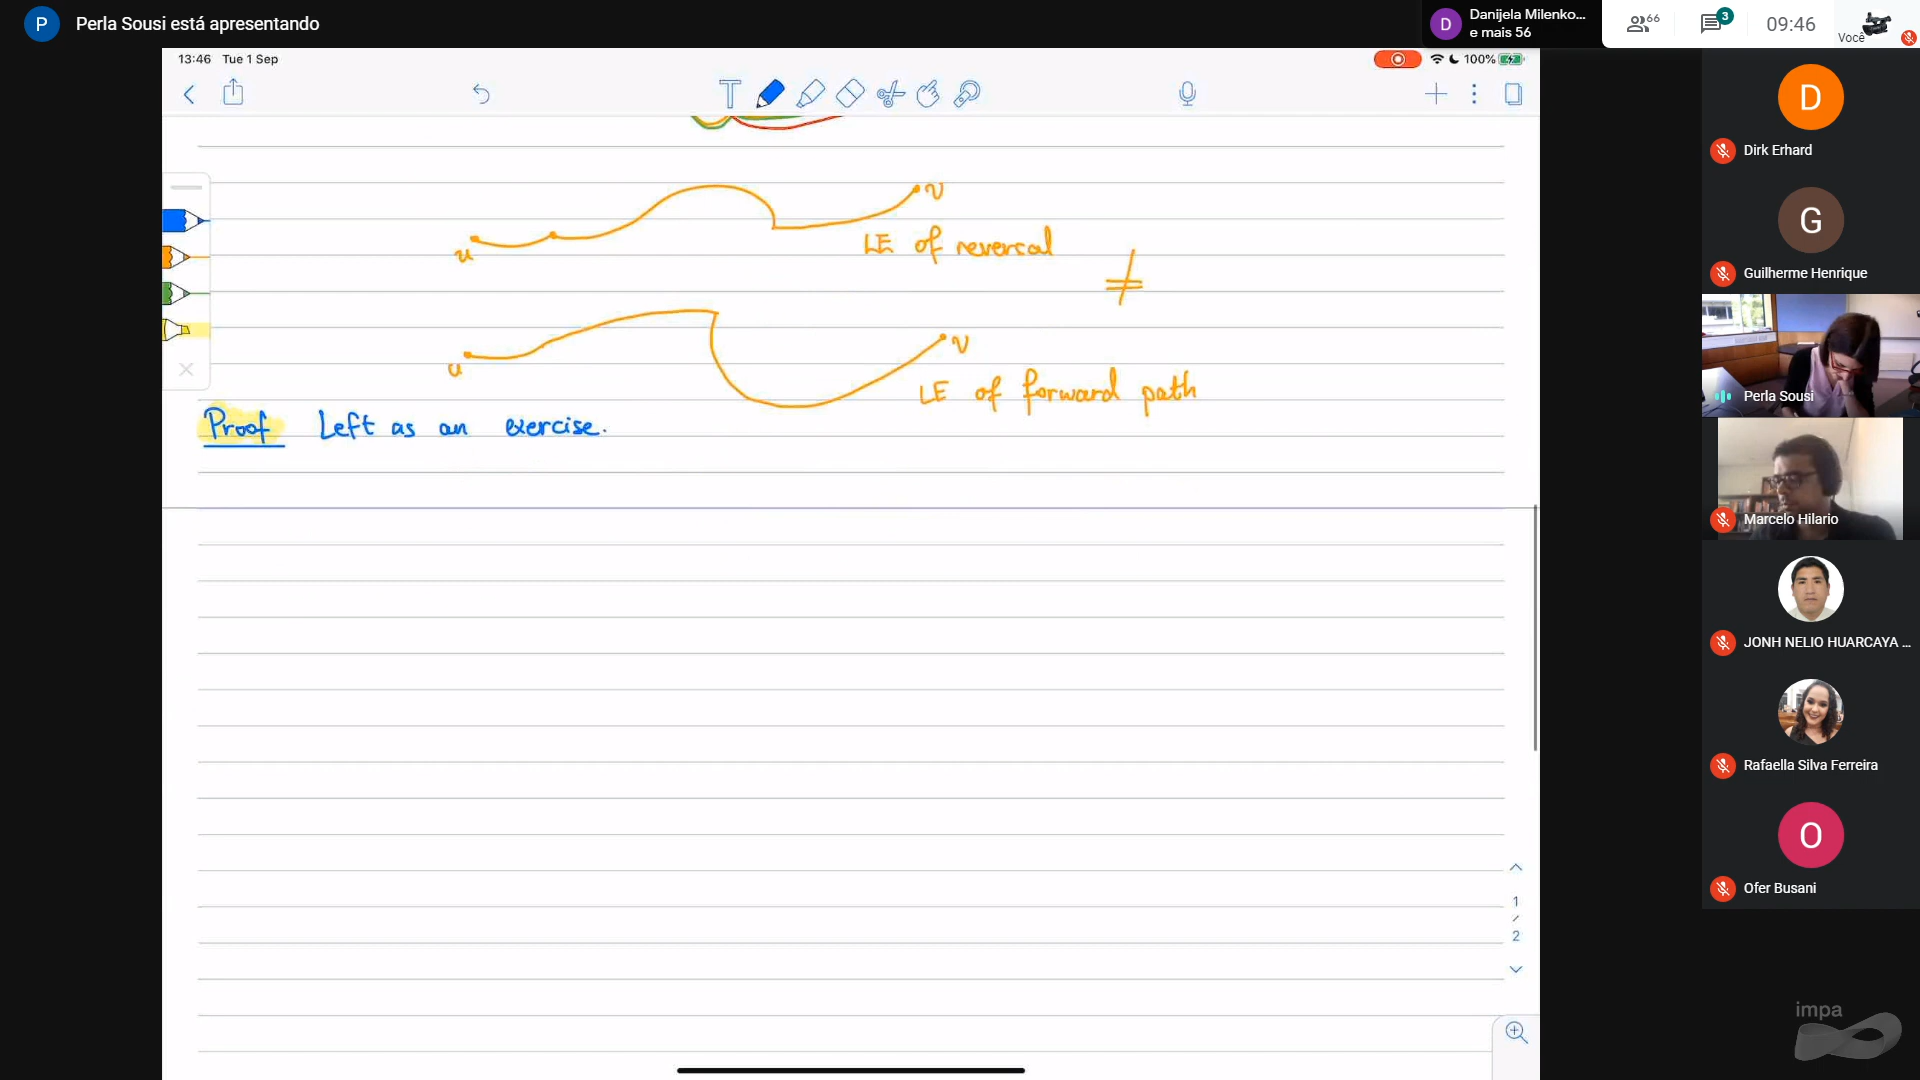 P Perla Sousi está apresentando
D Danijela Milenko...
e mais 56
66
3
09:46
Você
13:46 Tue 1 Sep
100%
T
v
u
LE of reversal
≠
v
u
LE of forward path
Proof Left as an exercise.
1
/
2
D
Dirk Erhard
G
Guilherme Henrique
Perla Sousi
Marcelo Hilario
JONH NELIO HUARCAYA ...
Rafaella Silva Ferreira
O
Ofer Busani
impa